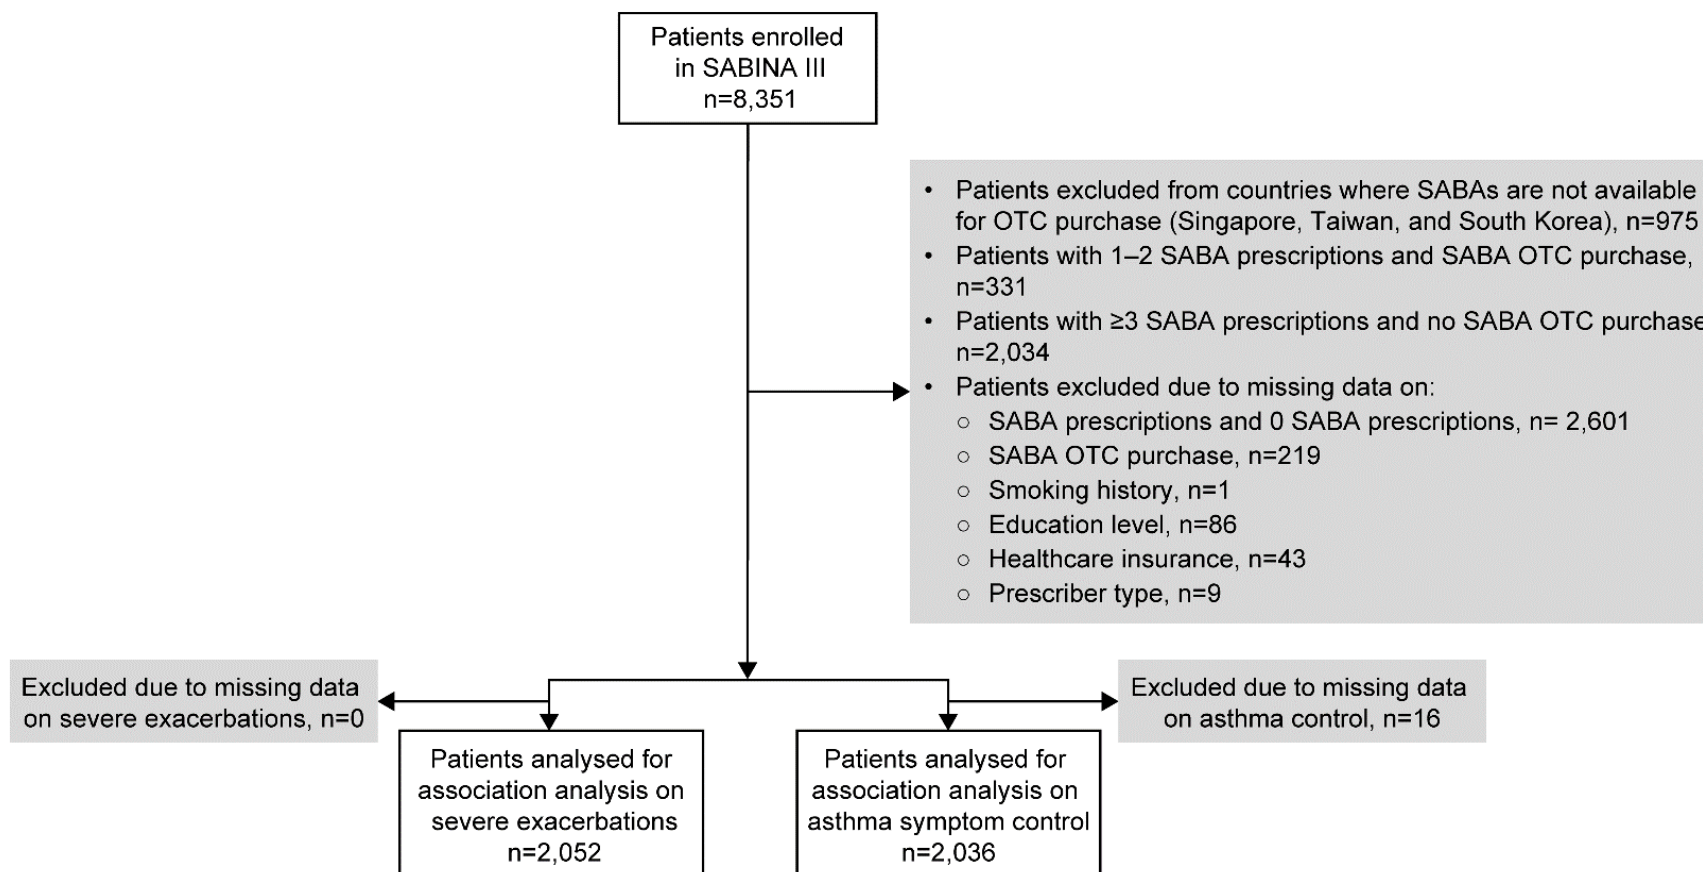 Patients enrolled
in SABINA III
n=8,351
• Patients excluded from countries where SABAs are not available
for OTC purchase (Singapore, Taiwan, and South Korea), n=975
• Patients with 1–2 SABA prescriptions and SABA OTC purchase,
n=331
• Patients with ≥3 SABA prescriptions and no SABA OTC purchase
n=2,034
• Patients excluded due to missing data on:
○ SABA prescriptions and 0 SABA prescriptions, n= 2,601
○ SABA OTC purchase, n=219
○ Smoking history, n=1
○ Education level, n=86
○ Healthcare insurance, n=43
○ Prescriber type, n=9
Excluded due to missing data
on severe exacerbations, n=0
Excluded due to missing data
on asthma control, n=16
Patients analysed for
association analysis on
severe exacerbations
n=2,052
Patients analysed for
association analysis on
asthma symptom control
n=2,036